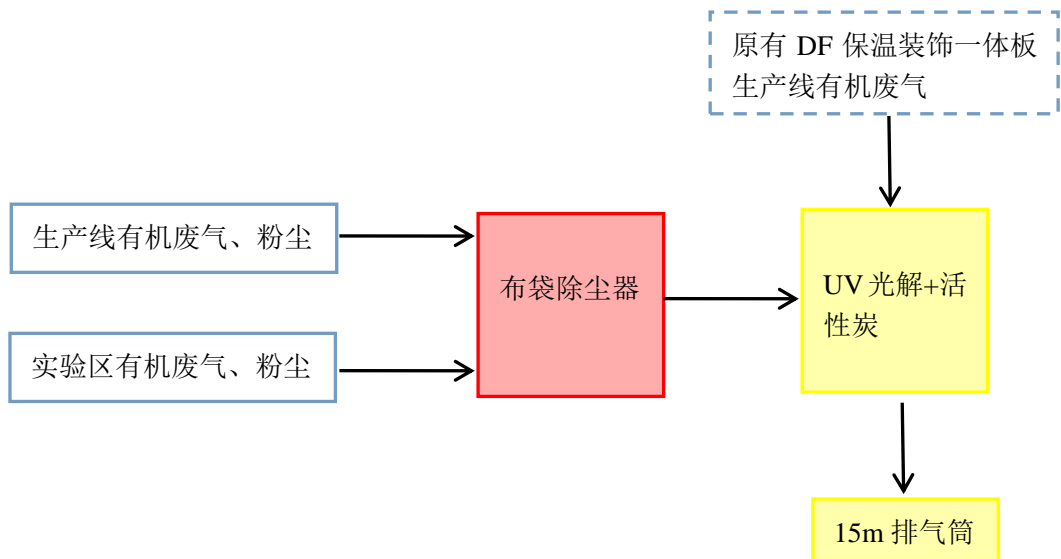 原有 DF 保温装饰一体板
生产线有机废气
生产线有机废气、粉尘
布袋除尘器
UV 光解+活
性炭
实验区有机废气、粉尘
15m 排气筒